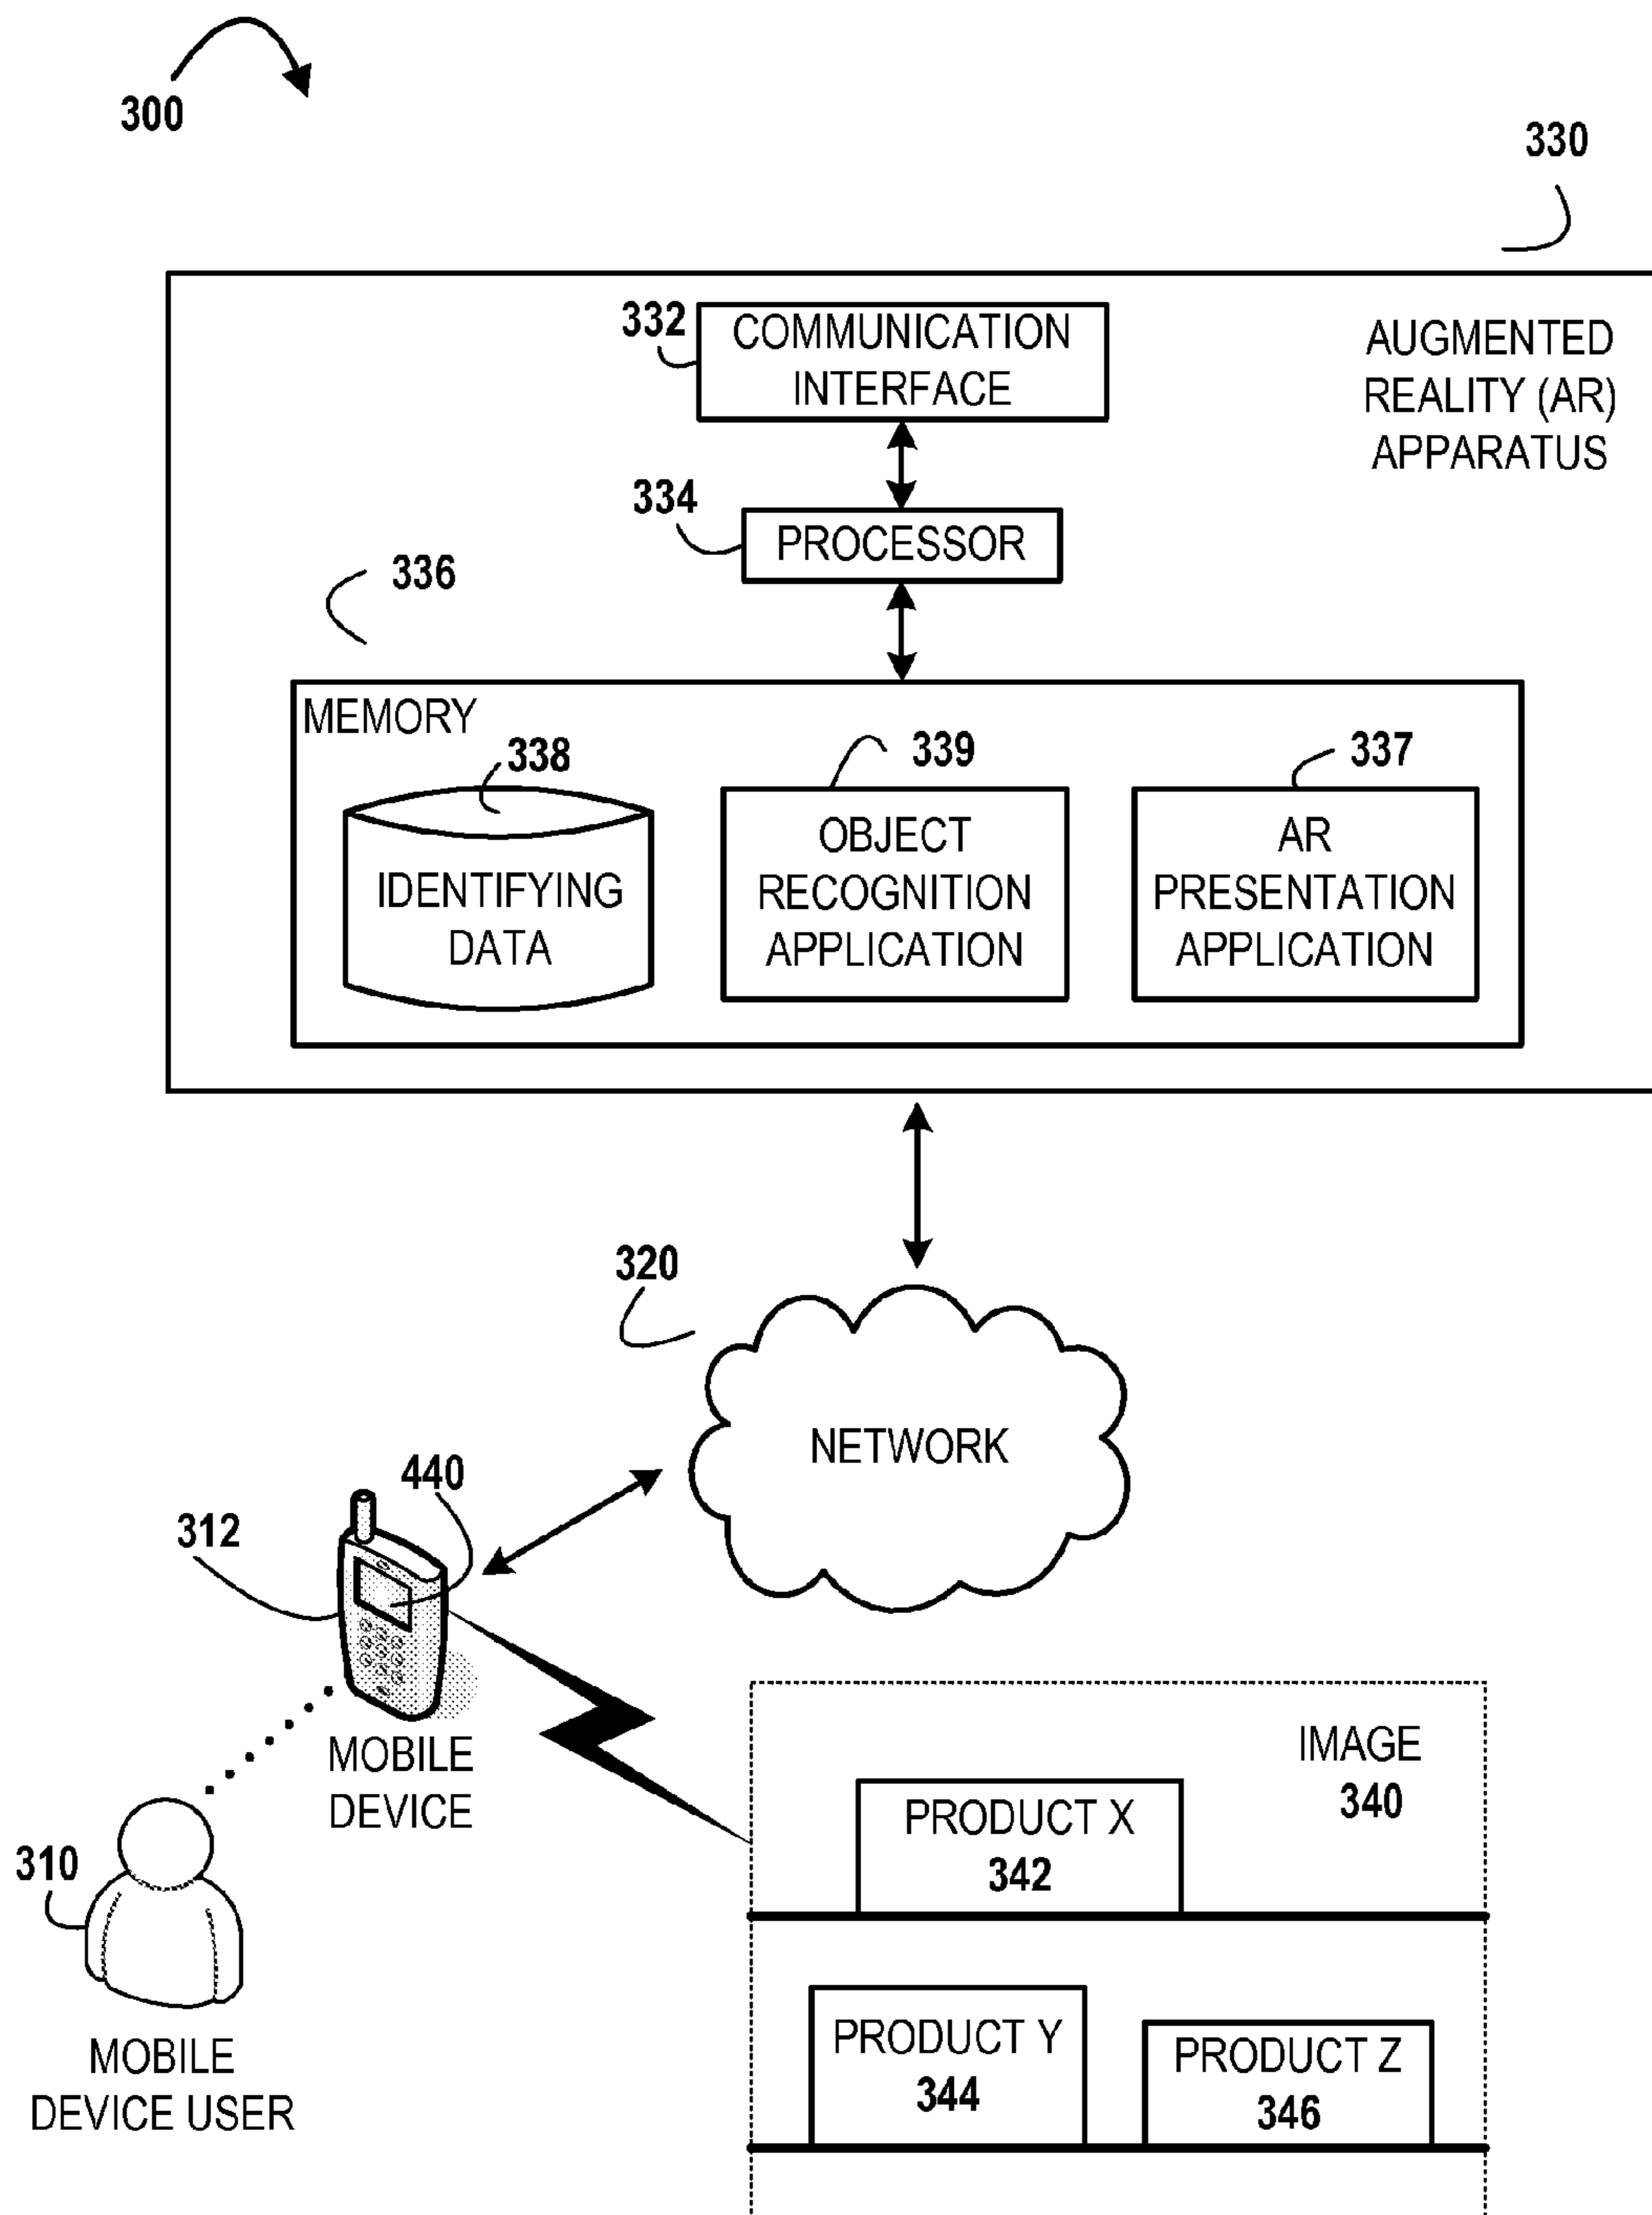 300
330
332
COMMUNICATION
INTERFACE
AUGMENTED
REALITY (AR)
APPARATUS
334
PROCESSOR
336
MEMORY
338
IDENTIFYING
DATA
339
OBJECT
RECOGNITION
APPLICATION
337
AR
PRESENTATION
APPLICATION
320
NETWORK
440
312
MOBILE
DEVICE
310
MOBILE
DEVICE USER
IMAGE
340
PRODUCT X
342
PRODUCT Y
344
PRODUCT Z
346